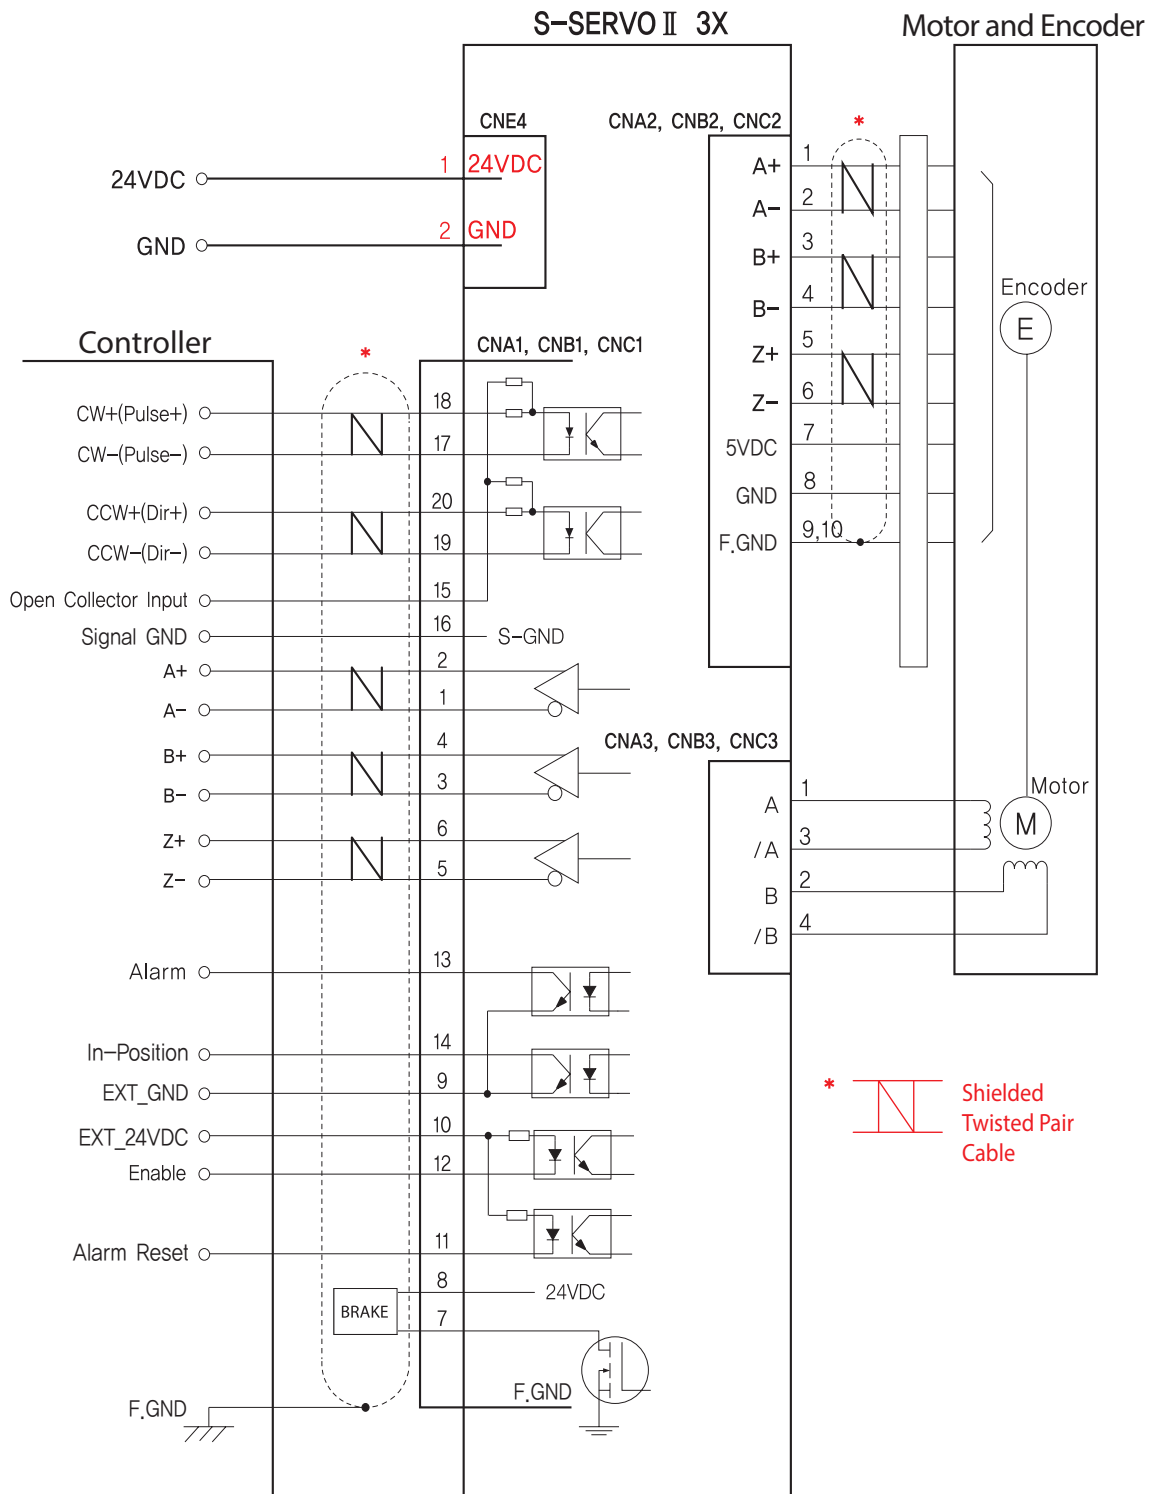 S-SERVOⅡ 3X
Motor and Encoder
CNE4
1 24VDC
24VDC
2 GND
GND
CNA2, CNB2, CNC2
*
A+ 1
A- 2
B+ 3
B- 4
Z+ 5
Z- 6
5VDC 7
GND 8
F.GND 9,10
Encoder
E
Controller
*
CNA1, CNB1, CNC1
CW+(Pulse+) 18
CW-(Pulse-) 17
CCW+(Dir+) 20
CCW-(Dir-) 19
Open Collector Input 15
Signal GND 16 S-GND
A+ 2
A- 1
B+ 4
B- 3
Z+ 6
Z- 5
CNA3, CNB3, CNC3
A 1
/A 3
B 2
/B 4
Motor
M
Alarm 13
In-Position 14
EXT_GND 9
EXT_24VDC 10
Enable 12
Alarm Reset 11
8 24VDC
BRAKE
7
F.GND
F.GND
* Shielded
Twisted Pair
Cable